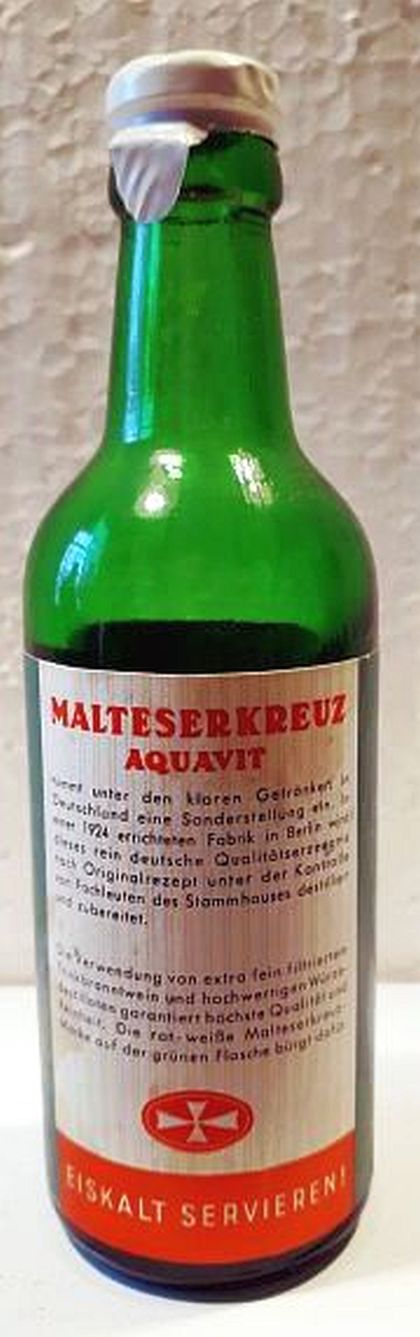 MALTESERKREUZ
AQUAVIT
nimmt unter den klaren Getränken in
Deutschland eine Sonderstellung ein. In
einer 1924 errichteten Fabrik in Berlin
dieses rein deutsche Qualitätserzeugnis
nach Originalrezept unter der Kontrolle
von Fachleuten des Stammhauses destilliert
und zubereitet.
Die Verwendung von extra fein filtriertem
und hochwertigen Würze-
destillaten garantiert höchste Qualität und
Reinheit. Die rot-weiße Malteserkreuz-
Marke auf der grünen Flasche bürgt dafür.
EISKALT SERVIEREN!